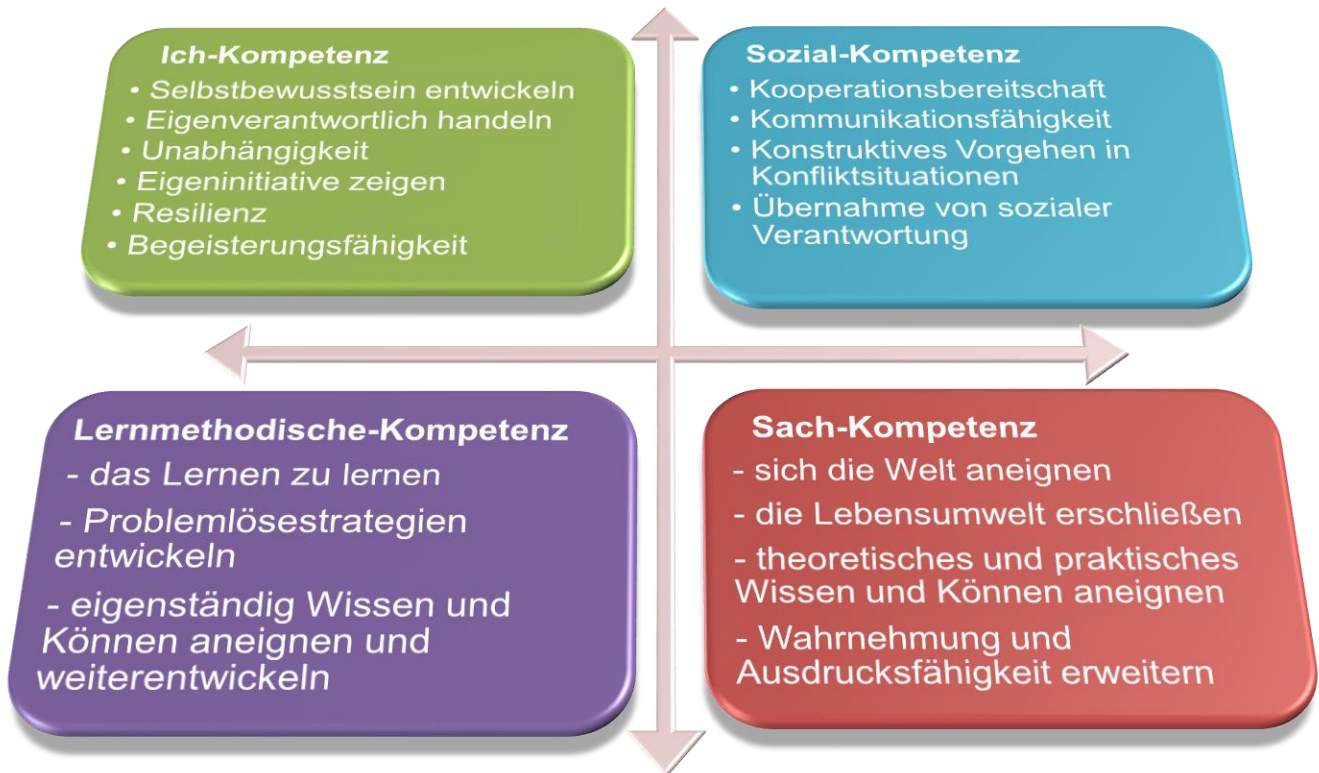 Ich-Kompetenz
• Selbstbewusstsein entwickeln
• Eigenverantwortlich handeln
• Unabhängigkeit
• Eigeninitiative zeigen
• Resilienz
• Begeisterungsfähigkeit
Sozial-Kompetenz
• Kooperationsbereitschaft
• Kommunikationsfähigkeit
• Konstruktives Vorgehen in
Konfliktsituationen
• Übernahme von sozialer
Verantwortung
Lernmethodische-Kompetenz
- das Lernen zu lernen
- Problemlösestrategien
entwickeln
- eigenständig Wissen und
Können aneignen und
weiterentwickeln
Sach-Kompetenz
- sich die Welt aneignen
- die Lebensumwelt erschließen
- theoretisches und praktisches
Wissen und Können aneignen
- Wahrnehmung und
Ausdrucksfähigkeit erweitern